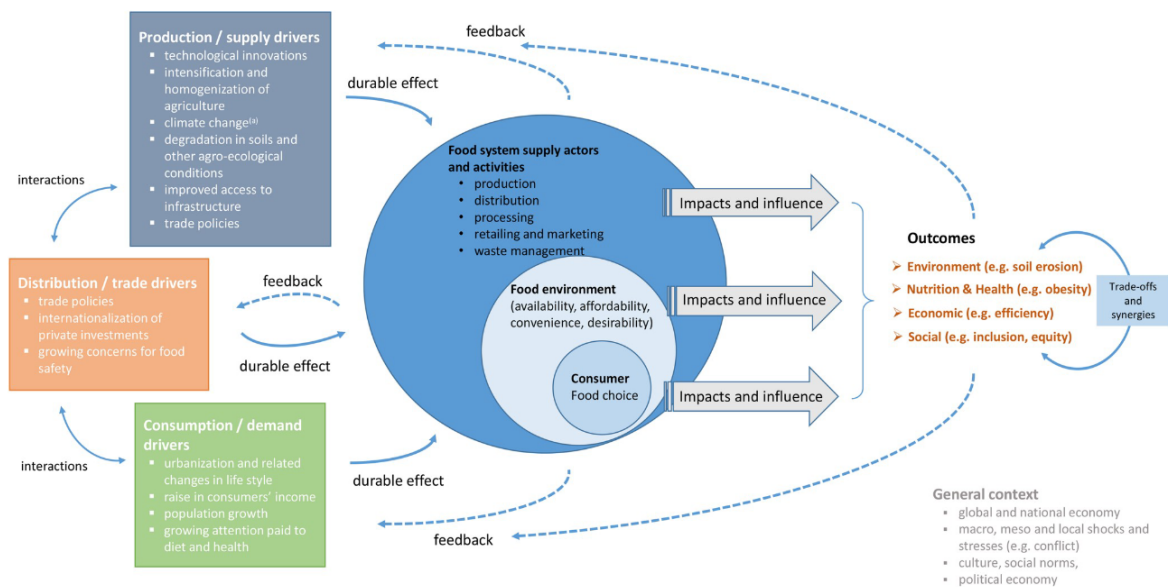 Production / supply drivers
technological innovations
intensification and
homogenization of
agriculture
climate change(a)
degradation in soils and
other agro-ecological
conditions
improved access to
infrastructure
trade policies
interactions
Distribution / trade drivers
trade policies
internationalization of
private investments
growing concerns for food
safety
interactions
Consumption / demand
drivers
urbanization and related
changes in life style
raise in consumers' income
population growth
growing attention paid to
diet and health
durable effect
feedback
durable effect
durable effect
feedback
feedback
Food system supply actors
and activities
production
distribution
processing
retailing and marketing
waste management
Food environment
(availability, affordability,
convenience, desirability)
Consumer
Food choice
Impacts and influence
Impacts and influence
Impacts and influence
Outcomes
Environment (e.g. soil erosion)
Nutrition & Health (e.g. obesity)
Economic (e.g. efficiency)
Social (e.g. inclusion, equity)
Trade-offs
and
synergies
General context
global and national economy
macro, meso and local shocks and
stresses (e.g. conflict)
culture, social norms,
political economy